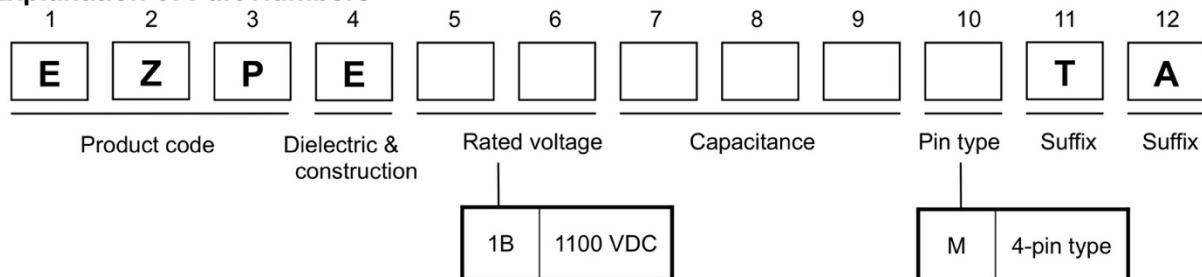 1 2 3 4 5 6 7 8 9 10 11 12
E Z P E T A
Product code Dielectric & construction Rated voltage Capacitance Pin type Suffix Suffix
1B 1100 VDC M 4-pin type